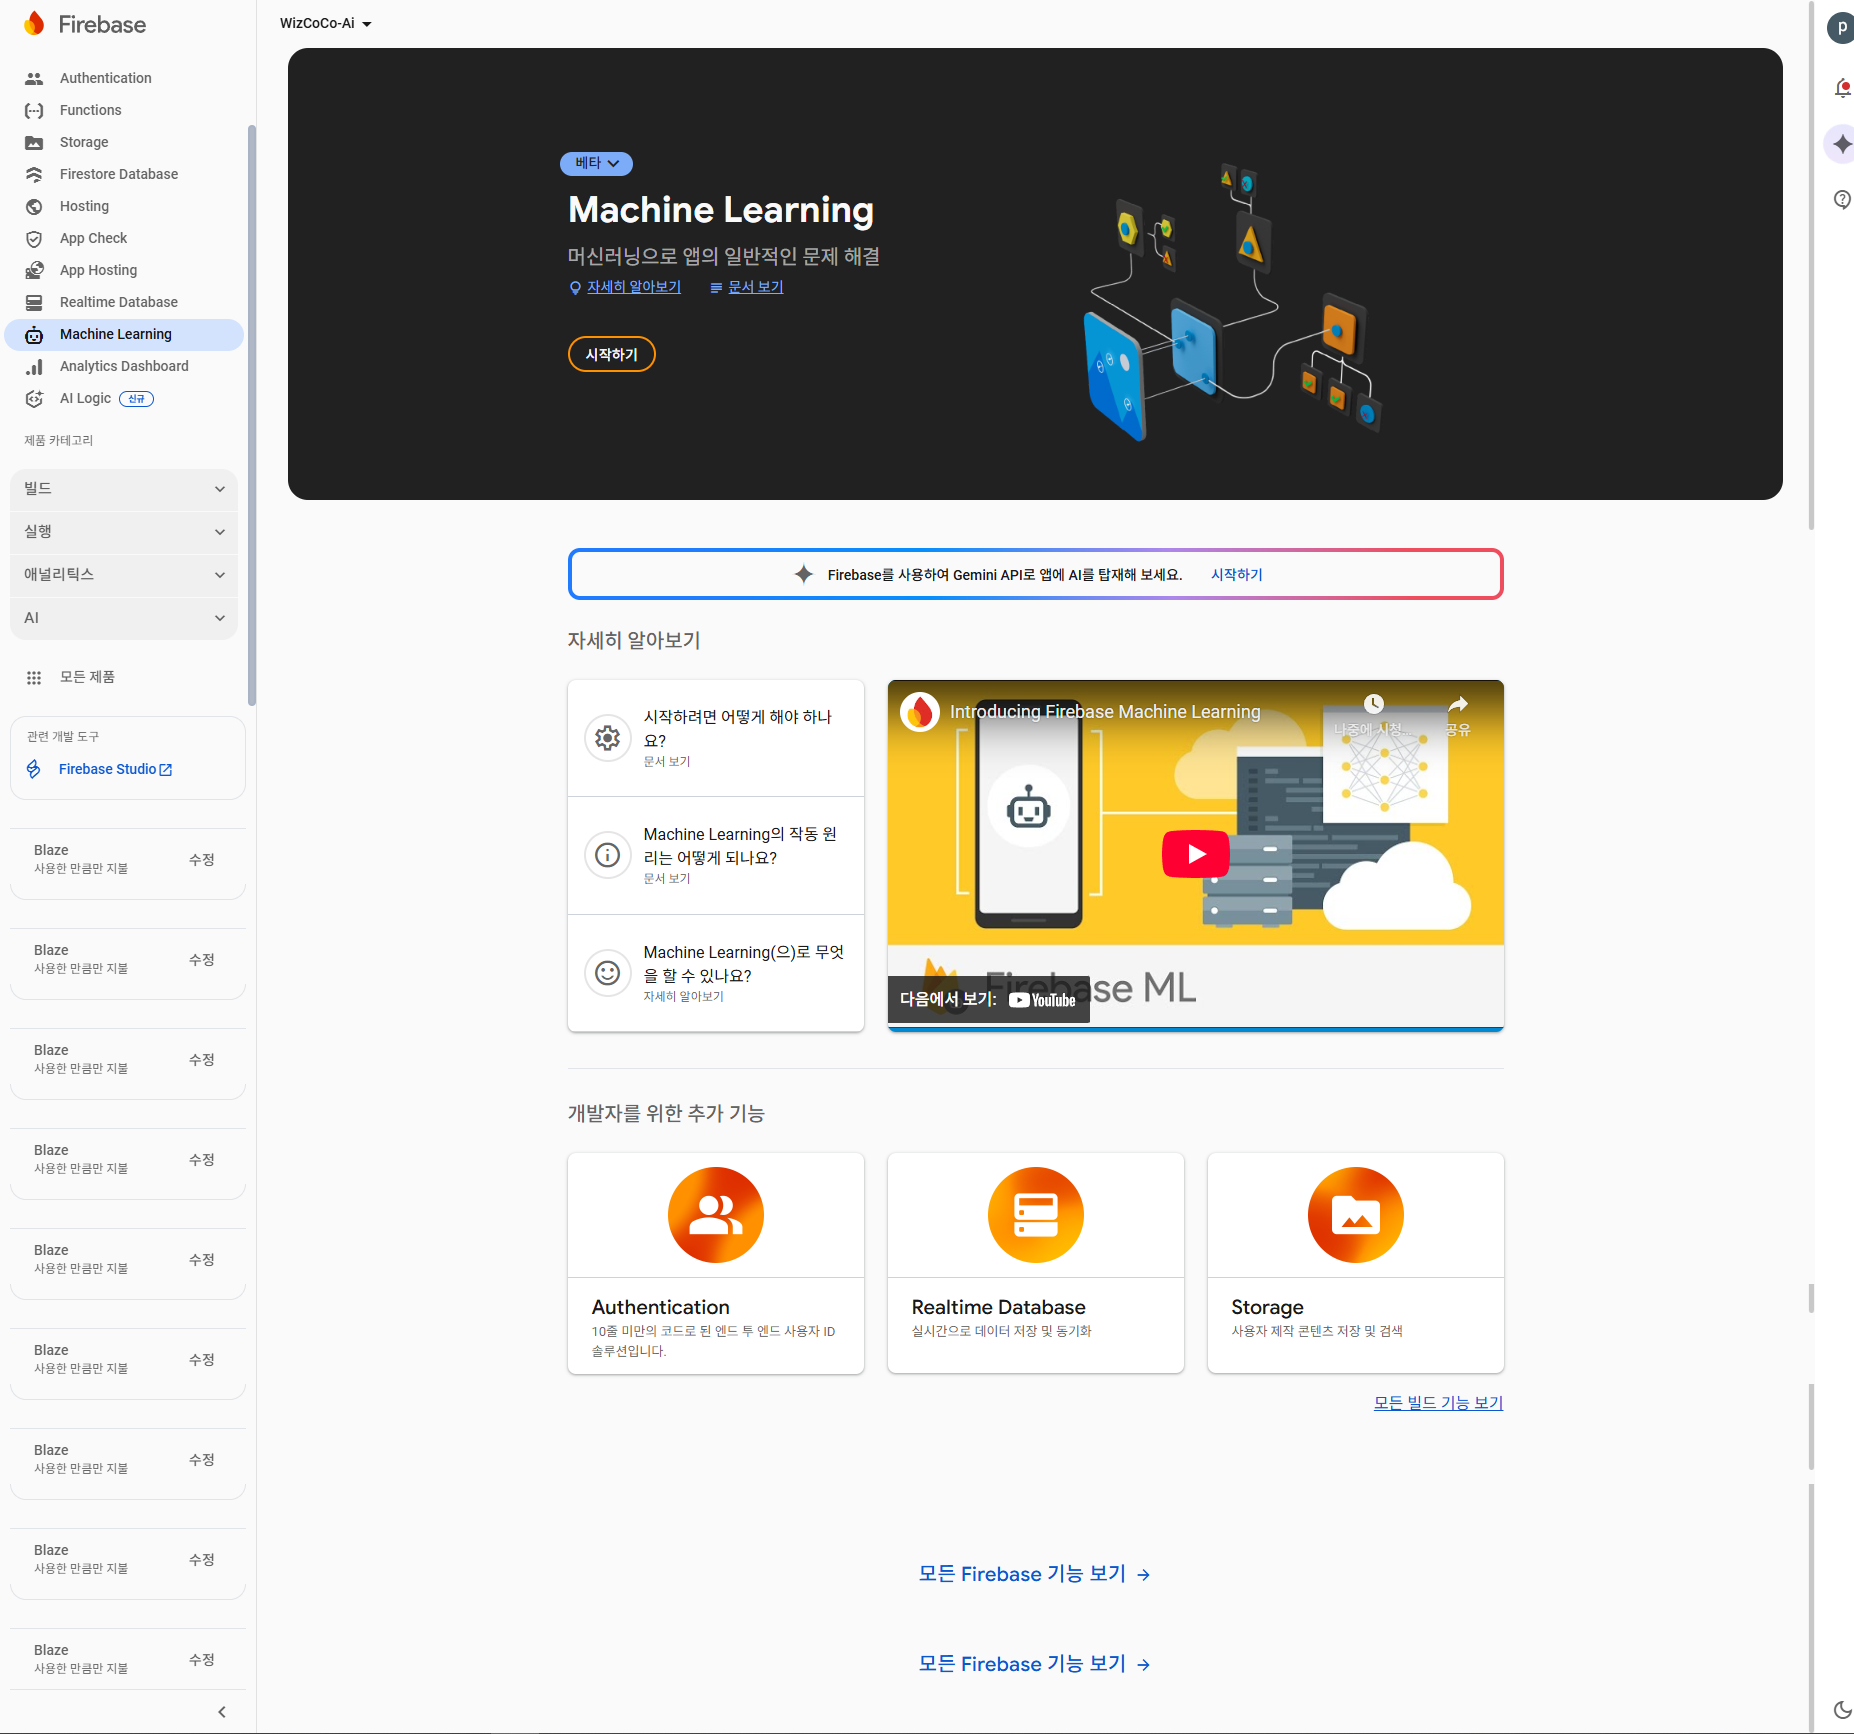 Firebase
Authentication
Functions
Storage
Firestore Database
Hosting
App Check
App Hosting
Realtime Database
Machine Learning
Analytics Dashboard
AI Logic 신규
제품 카테고리
빌드
실행
애널리틱스
AI
모든 제품
관련 개발 도구
Firebase Studio
Blaze
사용한 만큼만 지불
수정
Blaze
사용한 만큼만 지불
수정
Blaze
사용한 만큼만 지불
수정
Blaze
사용한 만큼만 지불
수정
Blaze
사용한 만큼만 지불
수정
Blaze
사용한 만큼만 지불
수정
Blaze
사용한 만큼만 지불
수정
Blaze
사용한 만큼만 지불
수정
Blaze
사용한 만큼만 지불
수정
WizCoCo-Ai
p
베타
Machine Learning
머신러닝으로 앱의 일반적인 문제 해결
자세히 알아보기 문서 보기
시작하기
Firebase를 사용하여 Gemini API로 앱에 AI를 탑재해 보세요. 시작하기
자세히 알아보기
시작하려면 어떻게 해야 하나
요?
문서 보기
Machine Learning의 작동 원
리는 어떻게 되나요?
문서 보기
Machine Learning(으)로 무엇
을 할 수 있나요?
자세히 알아보기
Introducing Firebase Machine Learning
나중에 시청...
공유
Firebase ML
다음에서 보기: YouTube
개발자를 위한 추가 기능
Authentication
10줄 미만의 코드로 된 엔드 투 엔드 사용자 ID
솔루션입니다.
Realtime Database
실시간으로 데이터 저장 및 동기화
Storage
사용자 제작 콘텐츠 저장 및 검색
모든 빌드 기능 보기
모든 Firebase 기능 보기
모든 Firebase 기능 보기